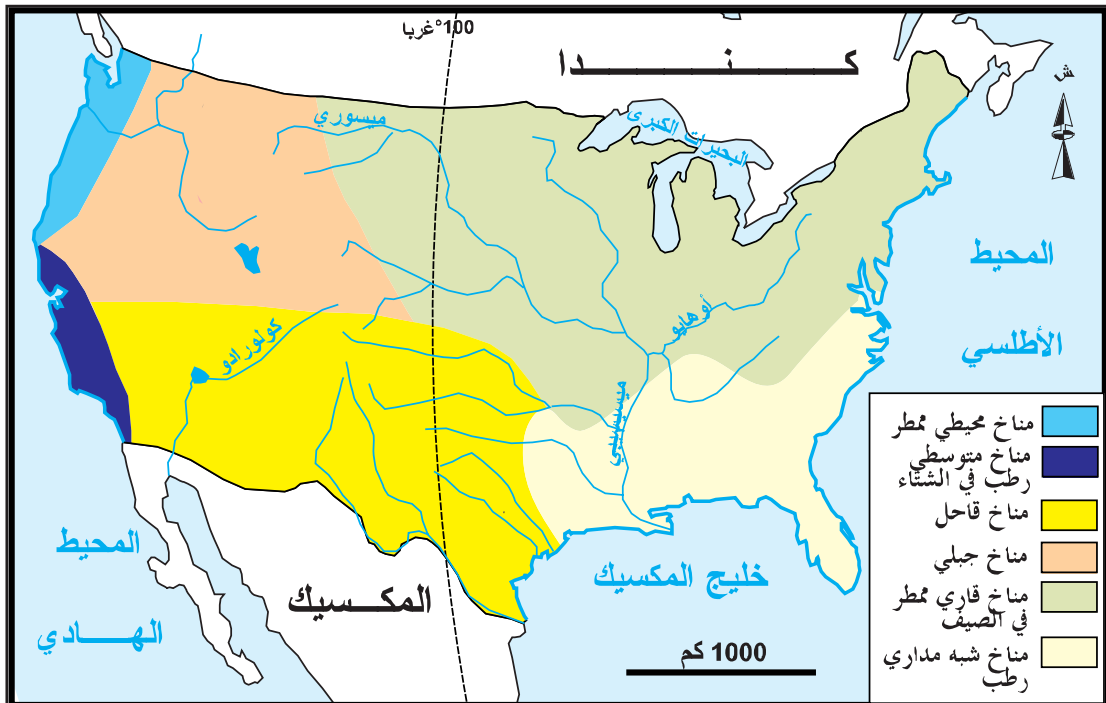 100°غربا
كندا
ش
ميسوري
البحيرات الكبرى
المحيط
الأطلسي
أوهايو
كولورادو
ميسيسيبي
المحيط
الهادي
المكسيك
خليج المكسيك
1000 كم
مناخ محيطي ممطر
مناخ متوسطي
رطب في الشتاء
مناخ قاحل
مناخ جبلي
مناخ قاري ممطر
في الصيف
مناخ شبه مداري
رطب